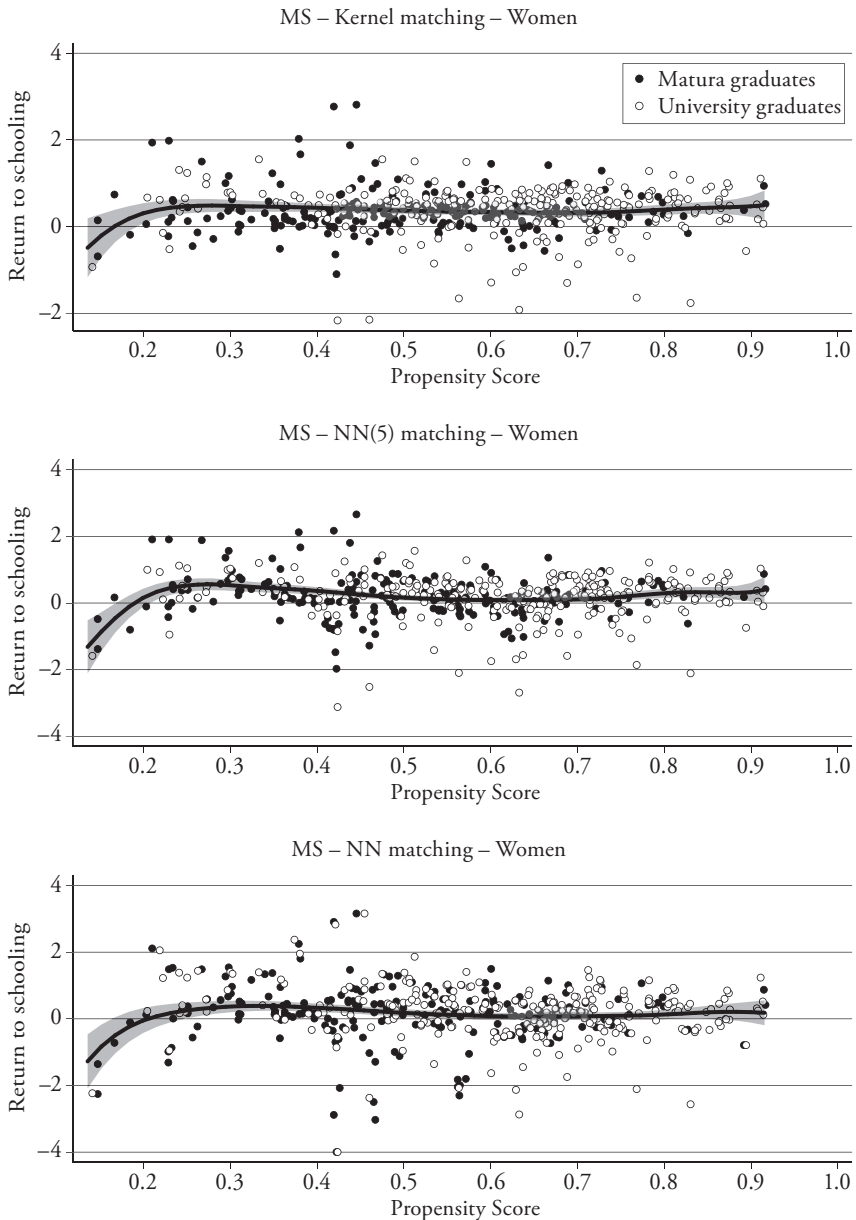 MS – Kernel matching – Women
4
2
0
−2
Return to schooling
Matura graduates
University graduates
0.2 0.3 0.4 0.5 0.6 0.7 0.8 0.9 1.0
Propensity Score
MS – NN(5) matching – Women
4
2
0
−2
−4
Return to schooling
0.2 0.3 0.4 0.5 0.6 0.7 0.8 0.9 1.0
Propensity Score
MS – NN matching – Women
4
2
0
−2
−4
Return to schooling
0.2 0.3 0.4 0.5 0.6 0.7 0.8 0.9 1.0
Propensity Score